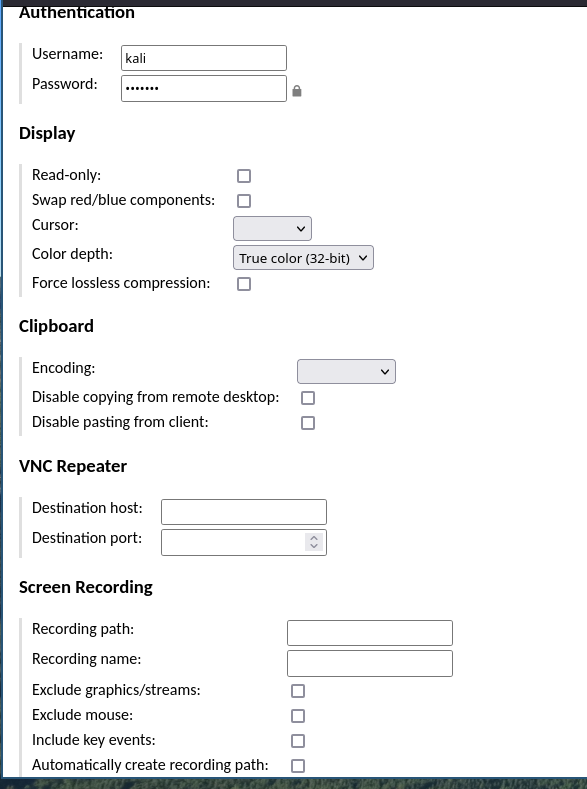 Authentication
Username: kali
Password: •••••••
Display
Read-only:
Swap red/blue components:
Cursor:
Color depth: True color (32-bit)
Force lossless compression:
Clipboard
Encoding:
Disable copying from remote desktop:
Disable pasting from client:
VNC Repeater
Destination host:
Destination port:
Screen Recording
Recording path:
Recording name:
Exclude graphics/streams:
Exclude mouse:
Include key events:
Automatically create recording path: